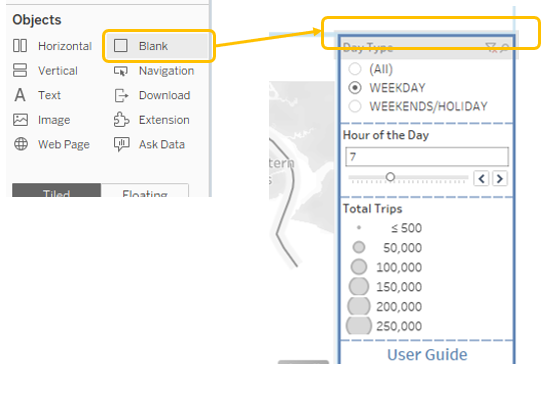 Objects
Horizontal
Blank
Vertical
Navigation
Text
Download
Image
Extension
Web Page
Ask Data
Tiled
Floating
Day Type
(All)
WEEKDAY
WEEKENDS/HOLIDAY
Hour of the Day
7
Total Trips
≤ 500
50,000
100,000
150,000
200,000
250,000
User Guide
tern
s